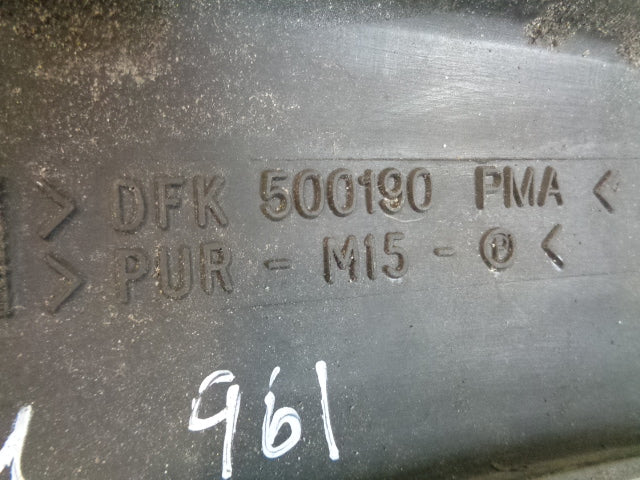 > DFK 500190 PMA <
> PUR - M15 - Ⓟ <
961